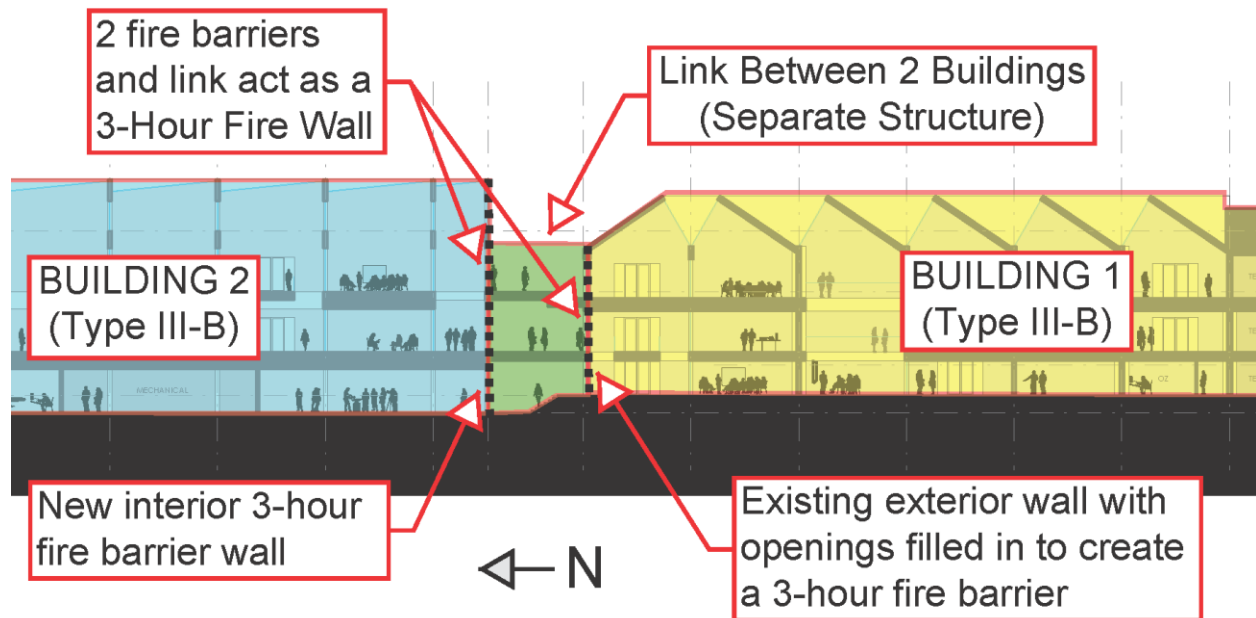 2 fire barriers
and link act as a
3-Hour Fire Wall
Link Between 2 Buildings
(Separate Structure)
BUILDING 2
(Type III-B)
BUILDING 1
(Type III-B)
MECHANICAL
OZ
New interior 3-hour
fire barrier wall
N
Existing exterior wall with
openings filled in to create
a 3-hour fire barrier